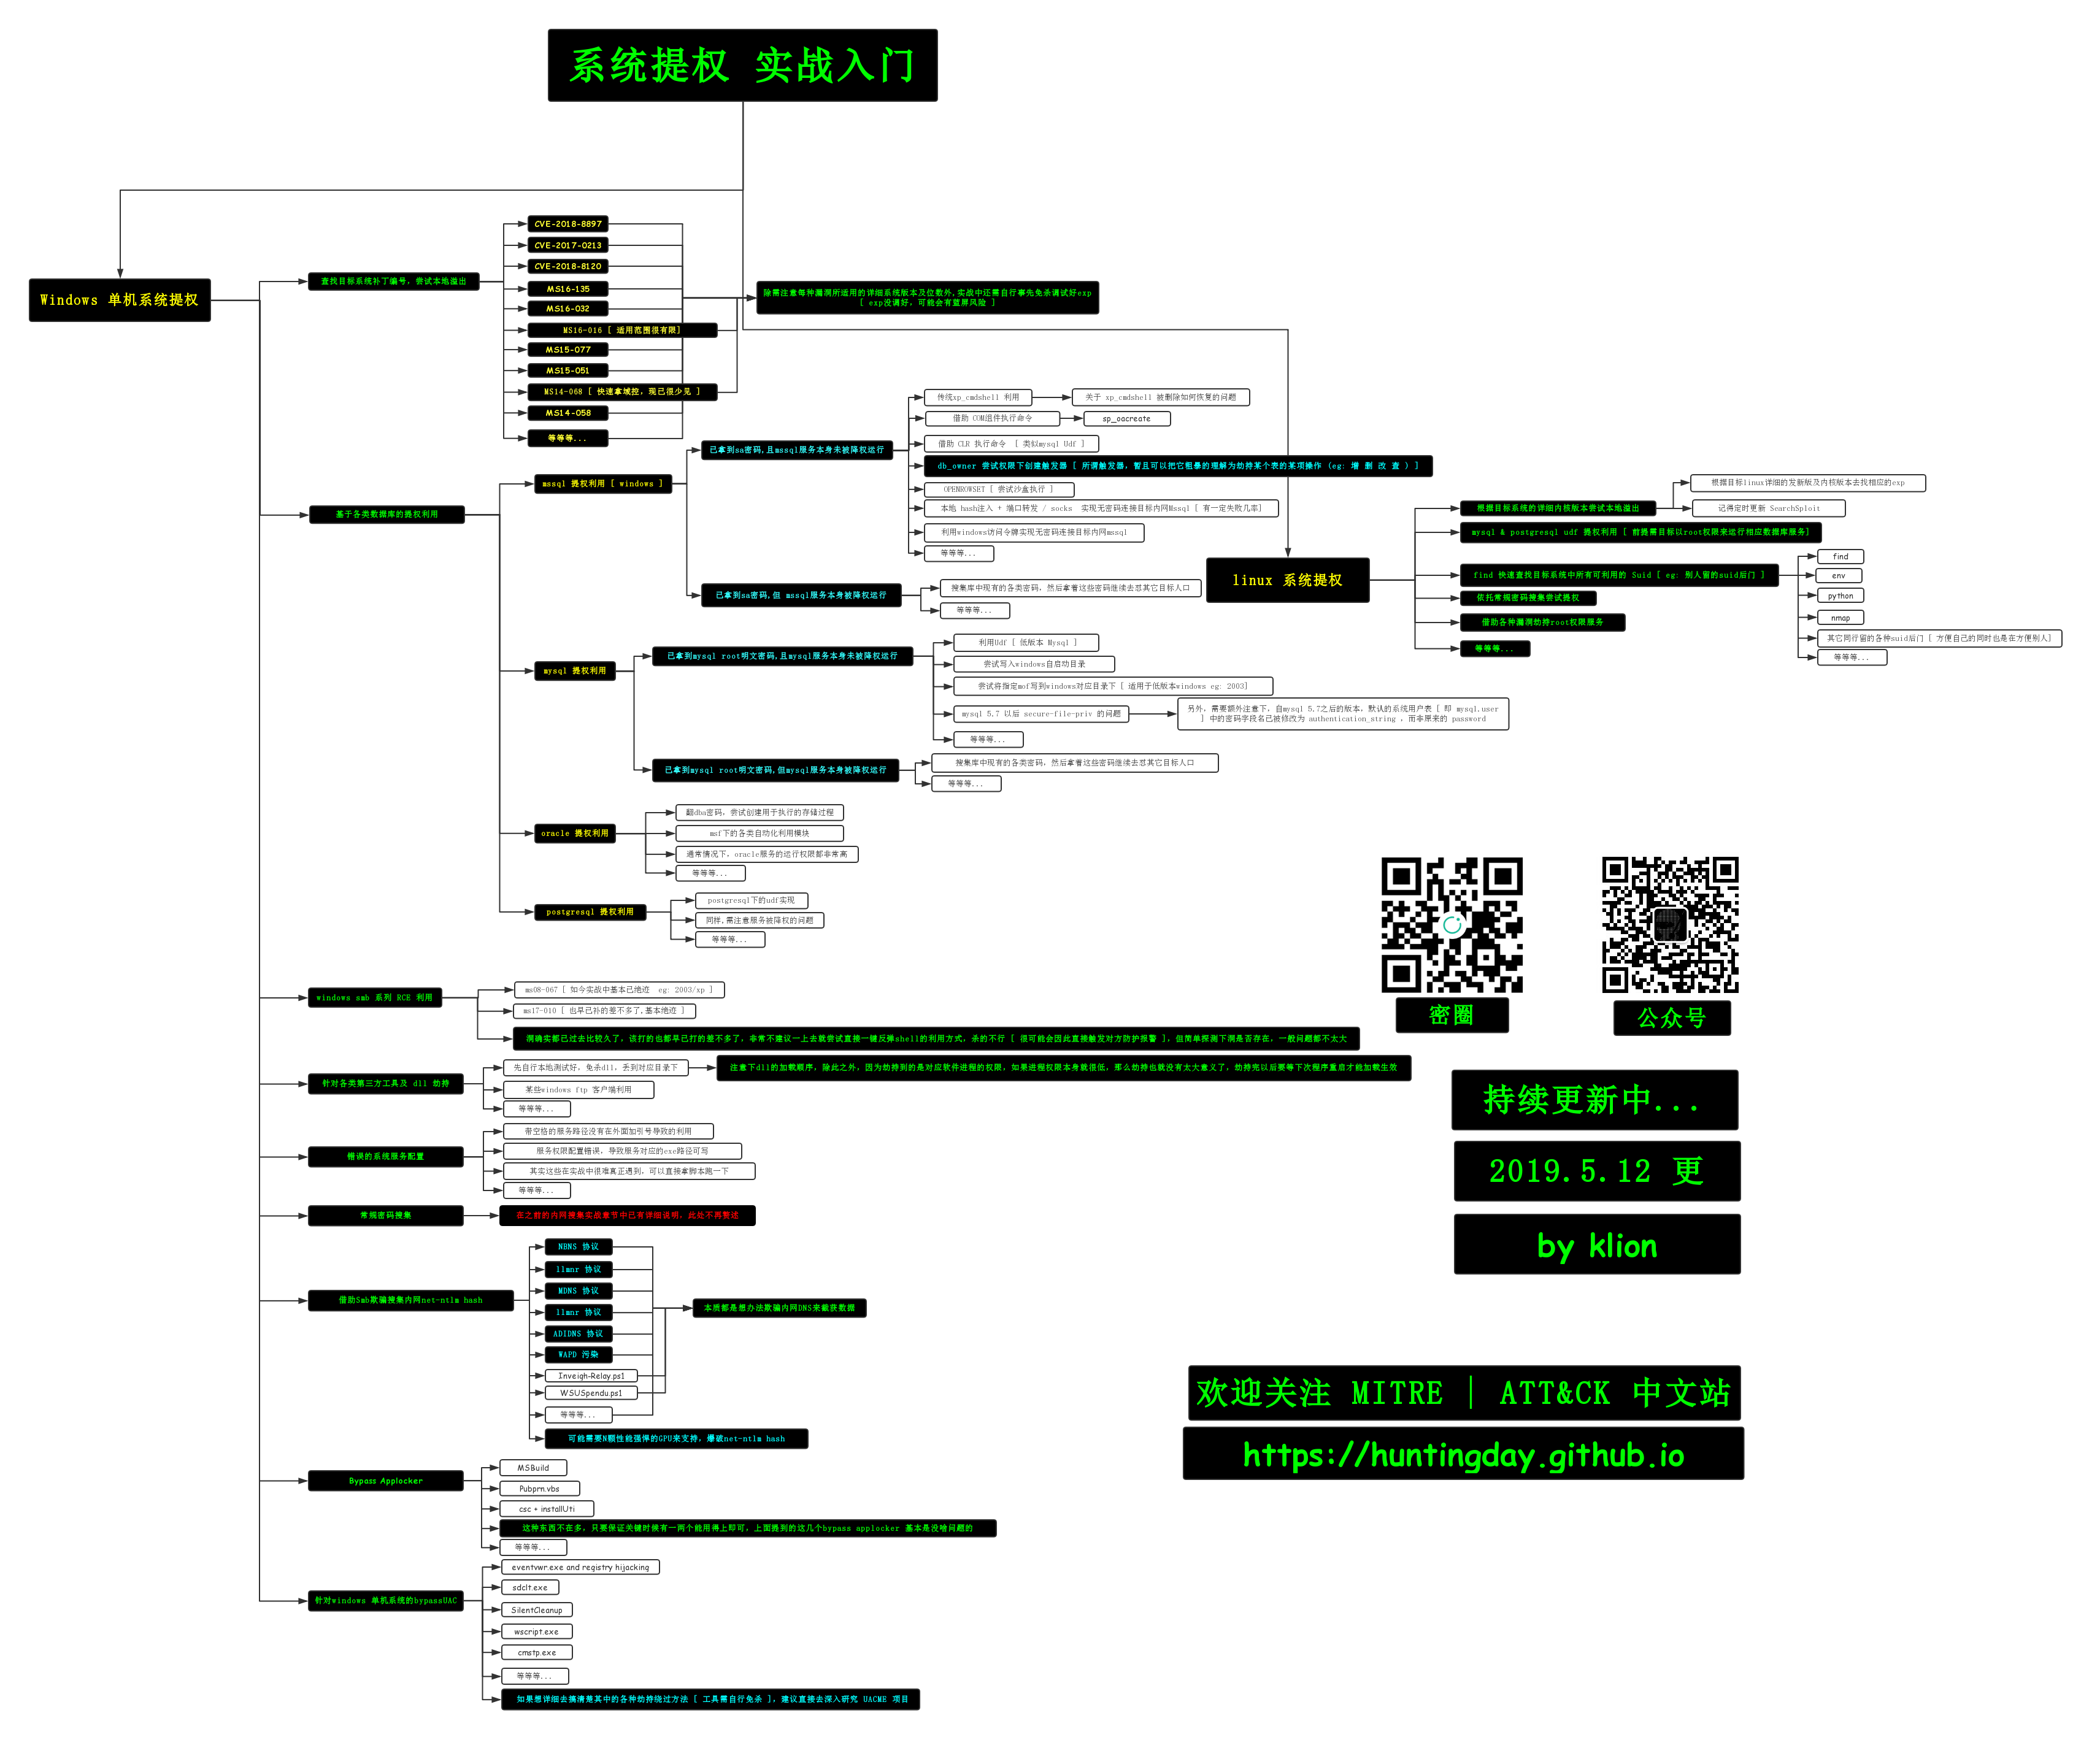 系统提权 实战入门
Windows 单机系统提权
查找目标系统补丁编号，尝试本地溢出
CVE-2018-8897
CVE-2017-0213
CVE-2018-8120
MS16-135
MS16-032
MS16-016 [ 适用范围很有限]
MS15-077
MS15-051
MS14-068 [ 快速拿域控，现已很少见 ]
MS14-058
等等等...
除需注意每种漏洞所适用的详细系统版本及位数外,实战中还需自行事先免杀调试好exp
[ exp没调好，可能会有蓝屏风险 ]
基于各类数据库的提权利用
mssql 提权利用 [ windows ]
已拿到sa密码,且mssql服务本身未被降权运行
传统xp_cmdshell 利用
关于 xp_cmdshell 被删除如何恢复的问题
借助 COM组件执行命令
sp_oacreate
借助 CLR 执行命令 [ 类似mysql Udf ]
db_owner 尝试权限下创建触发器 [ 所谓触发器，暂且可以把它粗暴的理解为劫持某个表的某项操作 (eg: 增 删 改 查 ) ]
OPENROWSET [ 尝试沙盒执行 ]
本地 hash注入 + 端口转发 / socks 实现无密码连接目标内网Mssql [ 有一定失败几率]
利用windows访问令牌实现无密码连接目标内网mssql
等等等...
已拿到sa密码,但 mssql服务本身被降权运行
搜集库中现有的各类密码，然后拿着这些密码继续去怼其它目标入口
等等等...
mysql 提权利用
已拿到mysql root明文密码,且mysql服务本身未被降权运行
利用Udf [ 低版本 Mysql ]
尝试写入windows自启动目录
尝试将指定mof写到windows对应目录下 [ 适用于低版本windows eg: 2003]
mysql 5.7 以后 secure-file-priv 的问题
另外，需要额外注意下，自mysql 5.7之后的版本，默认的系统用户表 [ 即 mysql.user
] 中的密码字段名已被修改为 authentication_string ，而非原来的 password
等等等...
已拿到mysql root明文密码,但mysql服务本身被降权运行
搜集库中现有的各类密码，然后拿着这些密码继续去怼其它目标入口
等等等...
oracle 提权利用
翻dba密码，尝试创建用于执行的存储过程
msf下的各类自动化利用模块
通常情况下，oracle服务的运行权限都非常高
等等等...
postgresql 提权利用
postgresql下的udf实现
同样,需注意服务被降权的问题
等等等...
windows smb 系列 RCE 利用
ms08-067 [ 如今实战中基本已绝迹 eg: 2003/xp ]
ms17-010 [ 也早已补的差不多了,基本绝迹 ]
洞确实都已过去比较久了，该打的也都早已打的差不多了，非常不建议一上去就尝试直接一键反弹shell的利用方式，杀的不行 [ 很可能会因此直接触发对方防护报警 ]，但简单探测下洞是否存在，一般问题都不太大
针对各类第三方工具及 dll 劫持
先自行本地测试好，免杀dll，丢到对应目录下
注意下dll的加载顺序，除此之外，因为劫持到的是对应软件进程的权限，如果进程权限本身就很低，那么劫持也就没有太大意义了，劫持完以后要等下次程序重启才能加载生效
某些windows ftp 客户端利用
等等等...
错误的系统服务配置
带空格的服务路径没有在外面加引号导致的利用
服务权限配置错误，导致服务对应的exe路径可写
其实这些在实战中很难真正遇到，可以直接拿脚本跑一下
等等等...
常规密码搜集
在之前的内网搜集实战章节中已有详细说明，此处不再赘述
借助Smb欺骗搜集内网net-ntlm hash
NBNS 协议
llmnr 协议
MDNS 协议
llmnr 协议
ADIDNS 协议
WAPD 污染
Inveigh-Relay.ps1
WSUSpendu.ps1
等等等...
可能需要N颗性能强悍的GPU来支持，爆破net-ntlm hash
本质都是想办法欺骗内网DNS来截获数据
Bypass Applocker
MSBuild
Pubprn.vbs
csc + installUti
这种东西不在多，只要保证关键时候有一两个能用得上即可，上面提到的这几个bypass applocker 基本是没啥问题的
等等等...
针对windows 单机系统的bypassUAC
eventvwr.exe and registry hijacking
sdclt.exe
SilentCleanup
wscript.exe
cmstp.exe
等等等...
如果想详细去搞清楚其中的各种劫持绕过方法 [ 工具需自行免杀 ]，建议直接去深入研究 UACME 项目
linux 系统提权
根据目标系统的详细内核版本尝试本地溢出
根据目标linux详细的发新版及内核版本去找相应的exp
记得定时更新 SearchSploit
mysql & postgresql udf 提权利用 [ 前提需目标以root权限来运行相应数据库服务]
find 快速查找目标系统中所有可利用的 Suid [ eg: 别人留的suid后门 ]
find
env
python
nmap
其它同行留的各种suid后门 [ 方便自己的同时也是在方便别人]
等等等...
依托常规密码搜集尝试提权
借助各种漏洞劫持root权限服务
等等等...
密圈
公众号
持续更新中...
2019.5.12 更
by klion
欢迎关注 MITRE | ATT&CK 中文站
https://huntingday.github.io